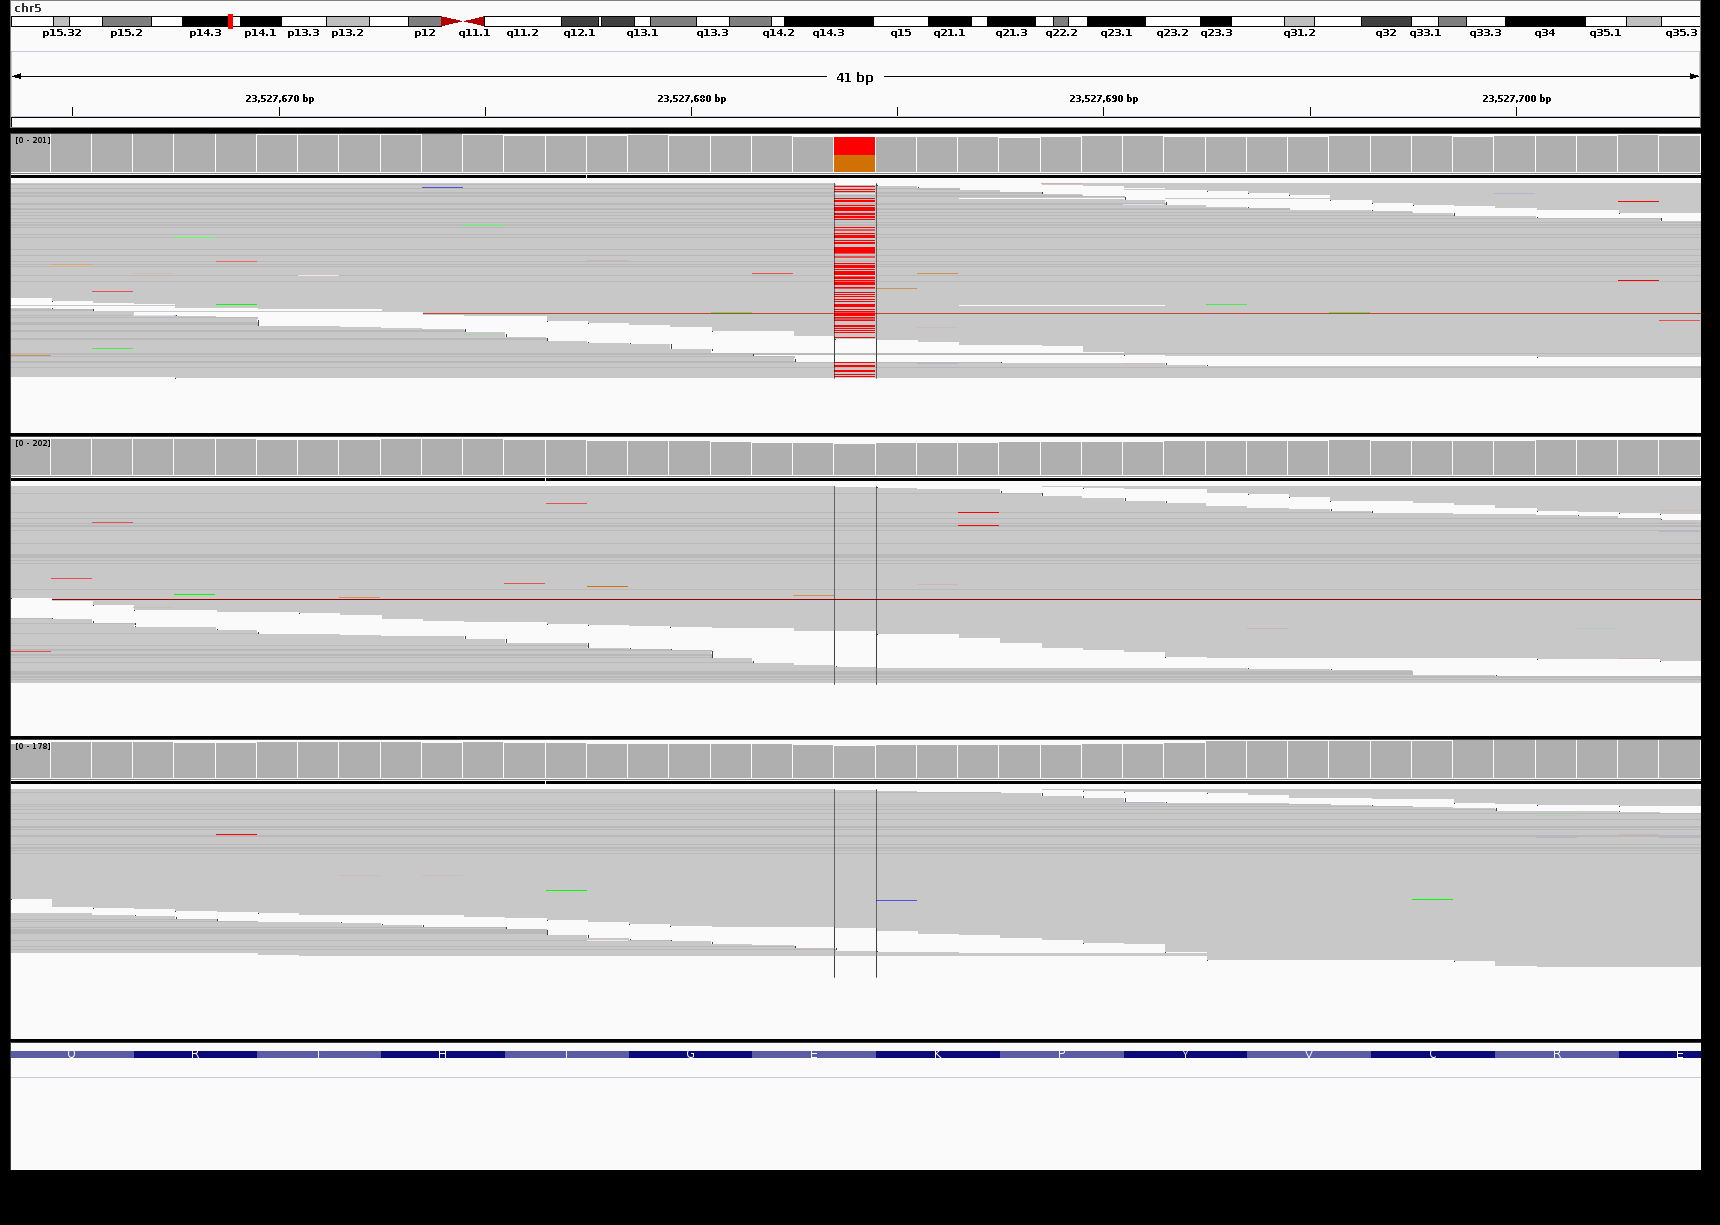 chr5
p15.32 p15.2 p14.3 p14.1 p13.3 p13.2 p12 q11.1 q11.2 q12.1 q13.1 q13.3 q14.2 q14.3 q15 q21.1 q21.3 q22.2 q23.1 q23.2 q23.3 q31.2 q32 q33.1 q33.3 q34 q35.1 q35.3
41 bp
23,527,670 bp 23,527,680 bp 23,527,690 bp 23,527,700 bp
[0 - 201]
[0 - 202]
[0 - 178]
R H G E K P Y V C R E